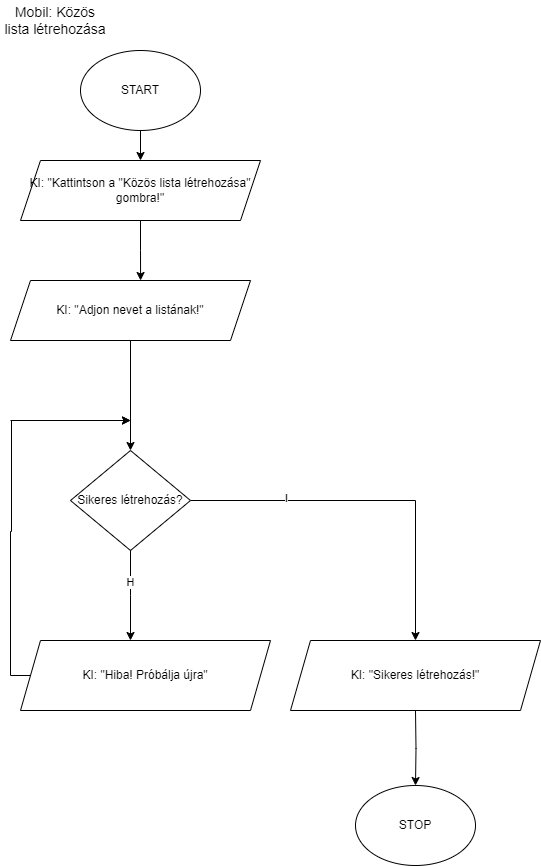 Mobil: Közös
lista létrehozása
START
KI: "Kattintson a "Közös lista létrehozása"
gombra!"
KI: "Adjon nevet a listának!"
Sikeres létrehozás?
I
H
KI: "Hiba! Próbálja újra"
KI: "Sikeres létrehozás!"
STOP